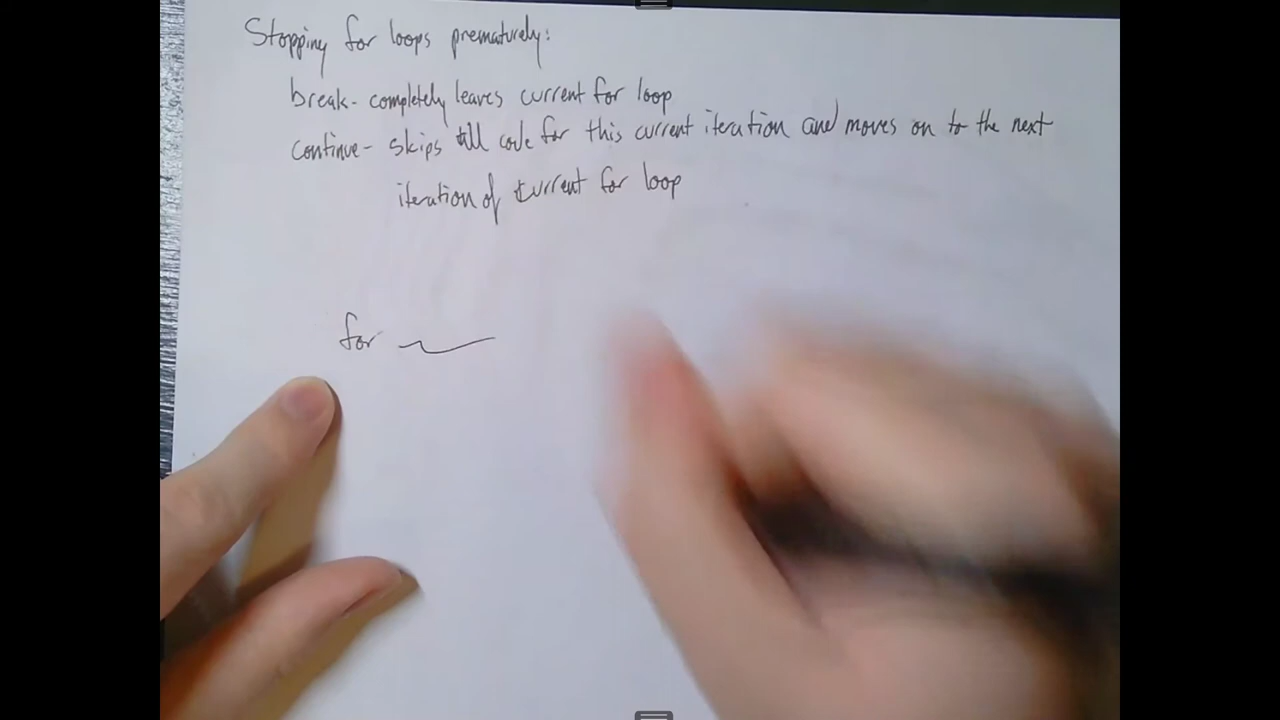 Stopping for loops prematurely:
break- completely leaves current for loop
continue- skips all code for this current iteration and moves on to the next
iteration of current for loop
for